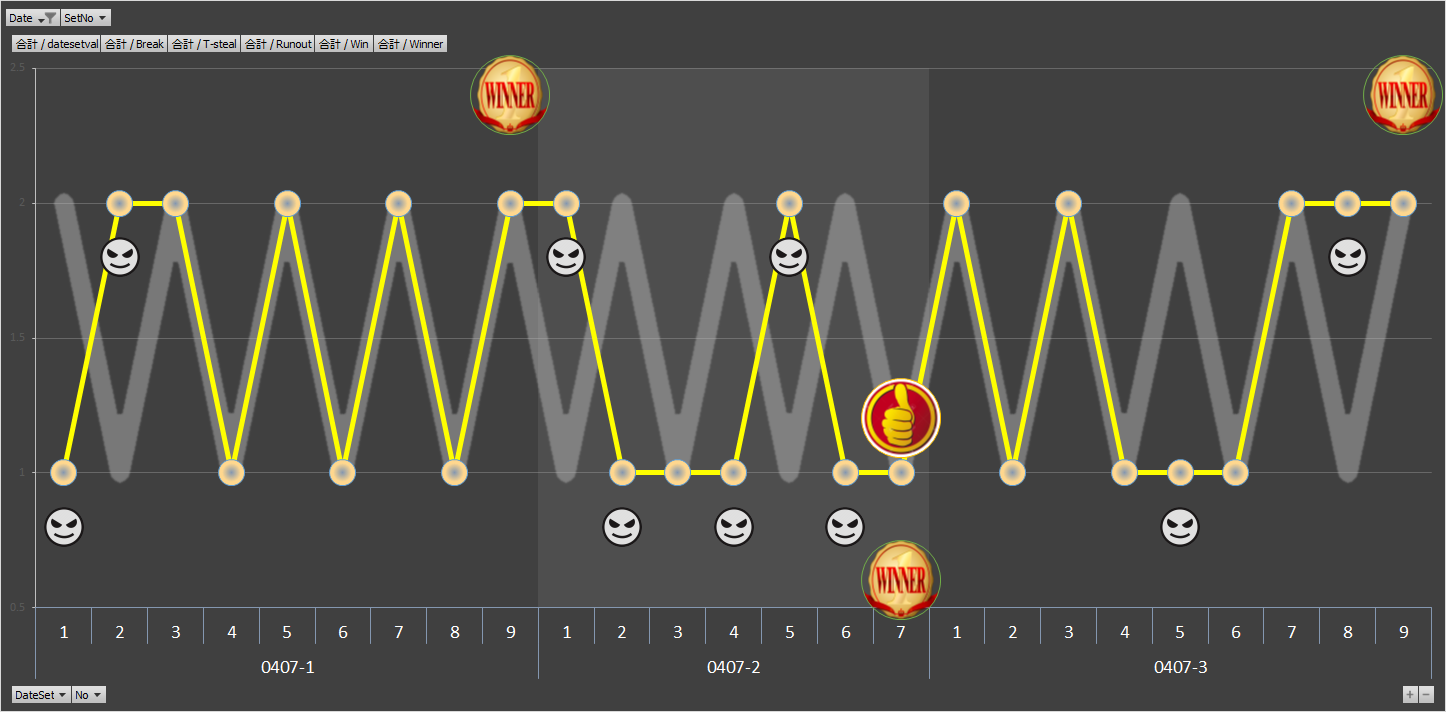 Date SetNo
合計 / datesetval 合計 / Break 合計 / T-steal 合計 / Runout 合計 / Win 合計 / Winner
2.5
WINNER WINNER
2
1.5
1
WINNER
0.5
1 2 3 4 5 6 7 8 9 1 2 3 4 5 6 7 1 2 3 4 5 6 7 8 9
0407-1 0407-2 0407-3
DateSet No + −